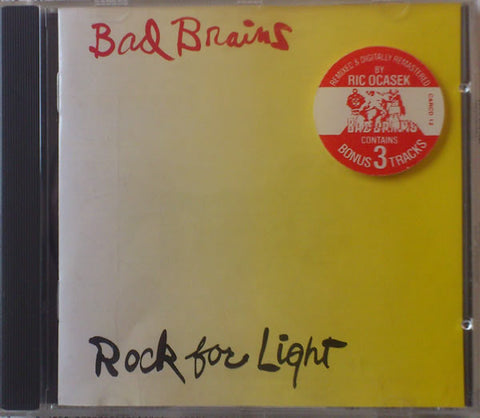 Bad Brains
REMIXED & DIGITALLY REMASTERED
BY
RIC OCASEK
BAD BRAINS
CONTAINS
BONUS 3 TRACKS
Rock for Light